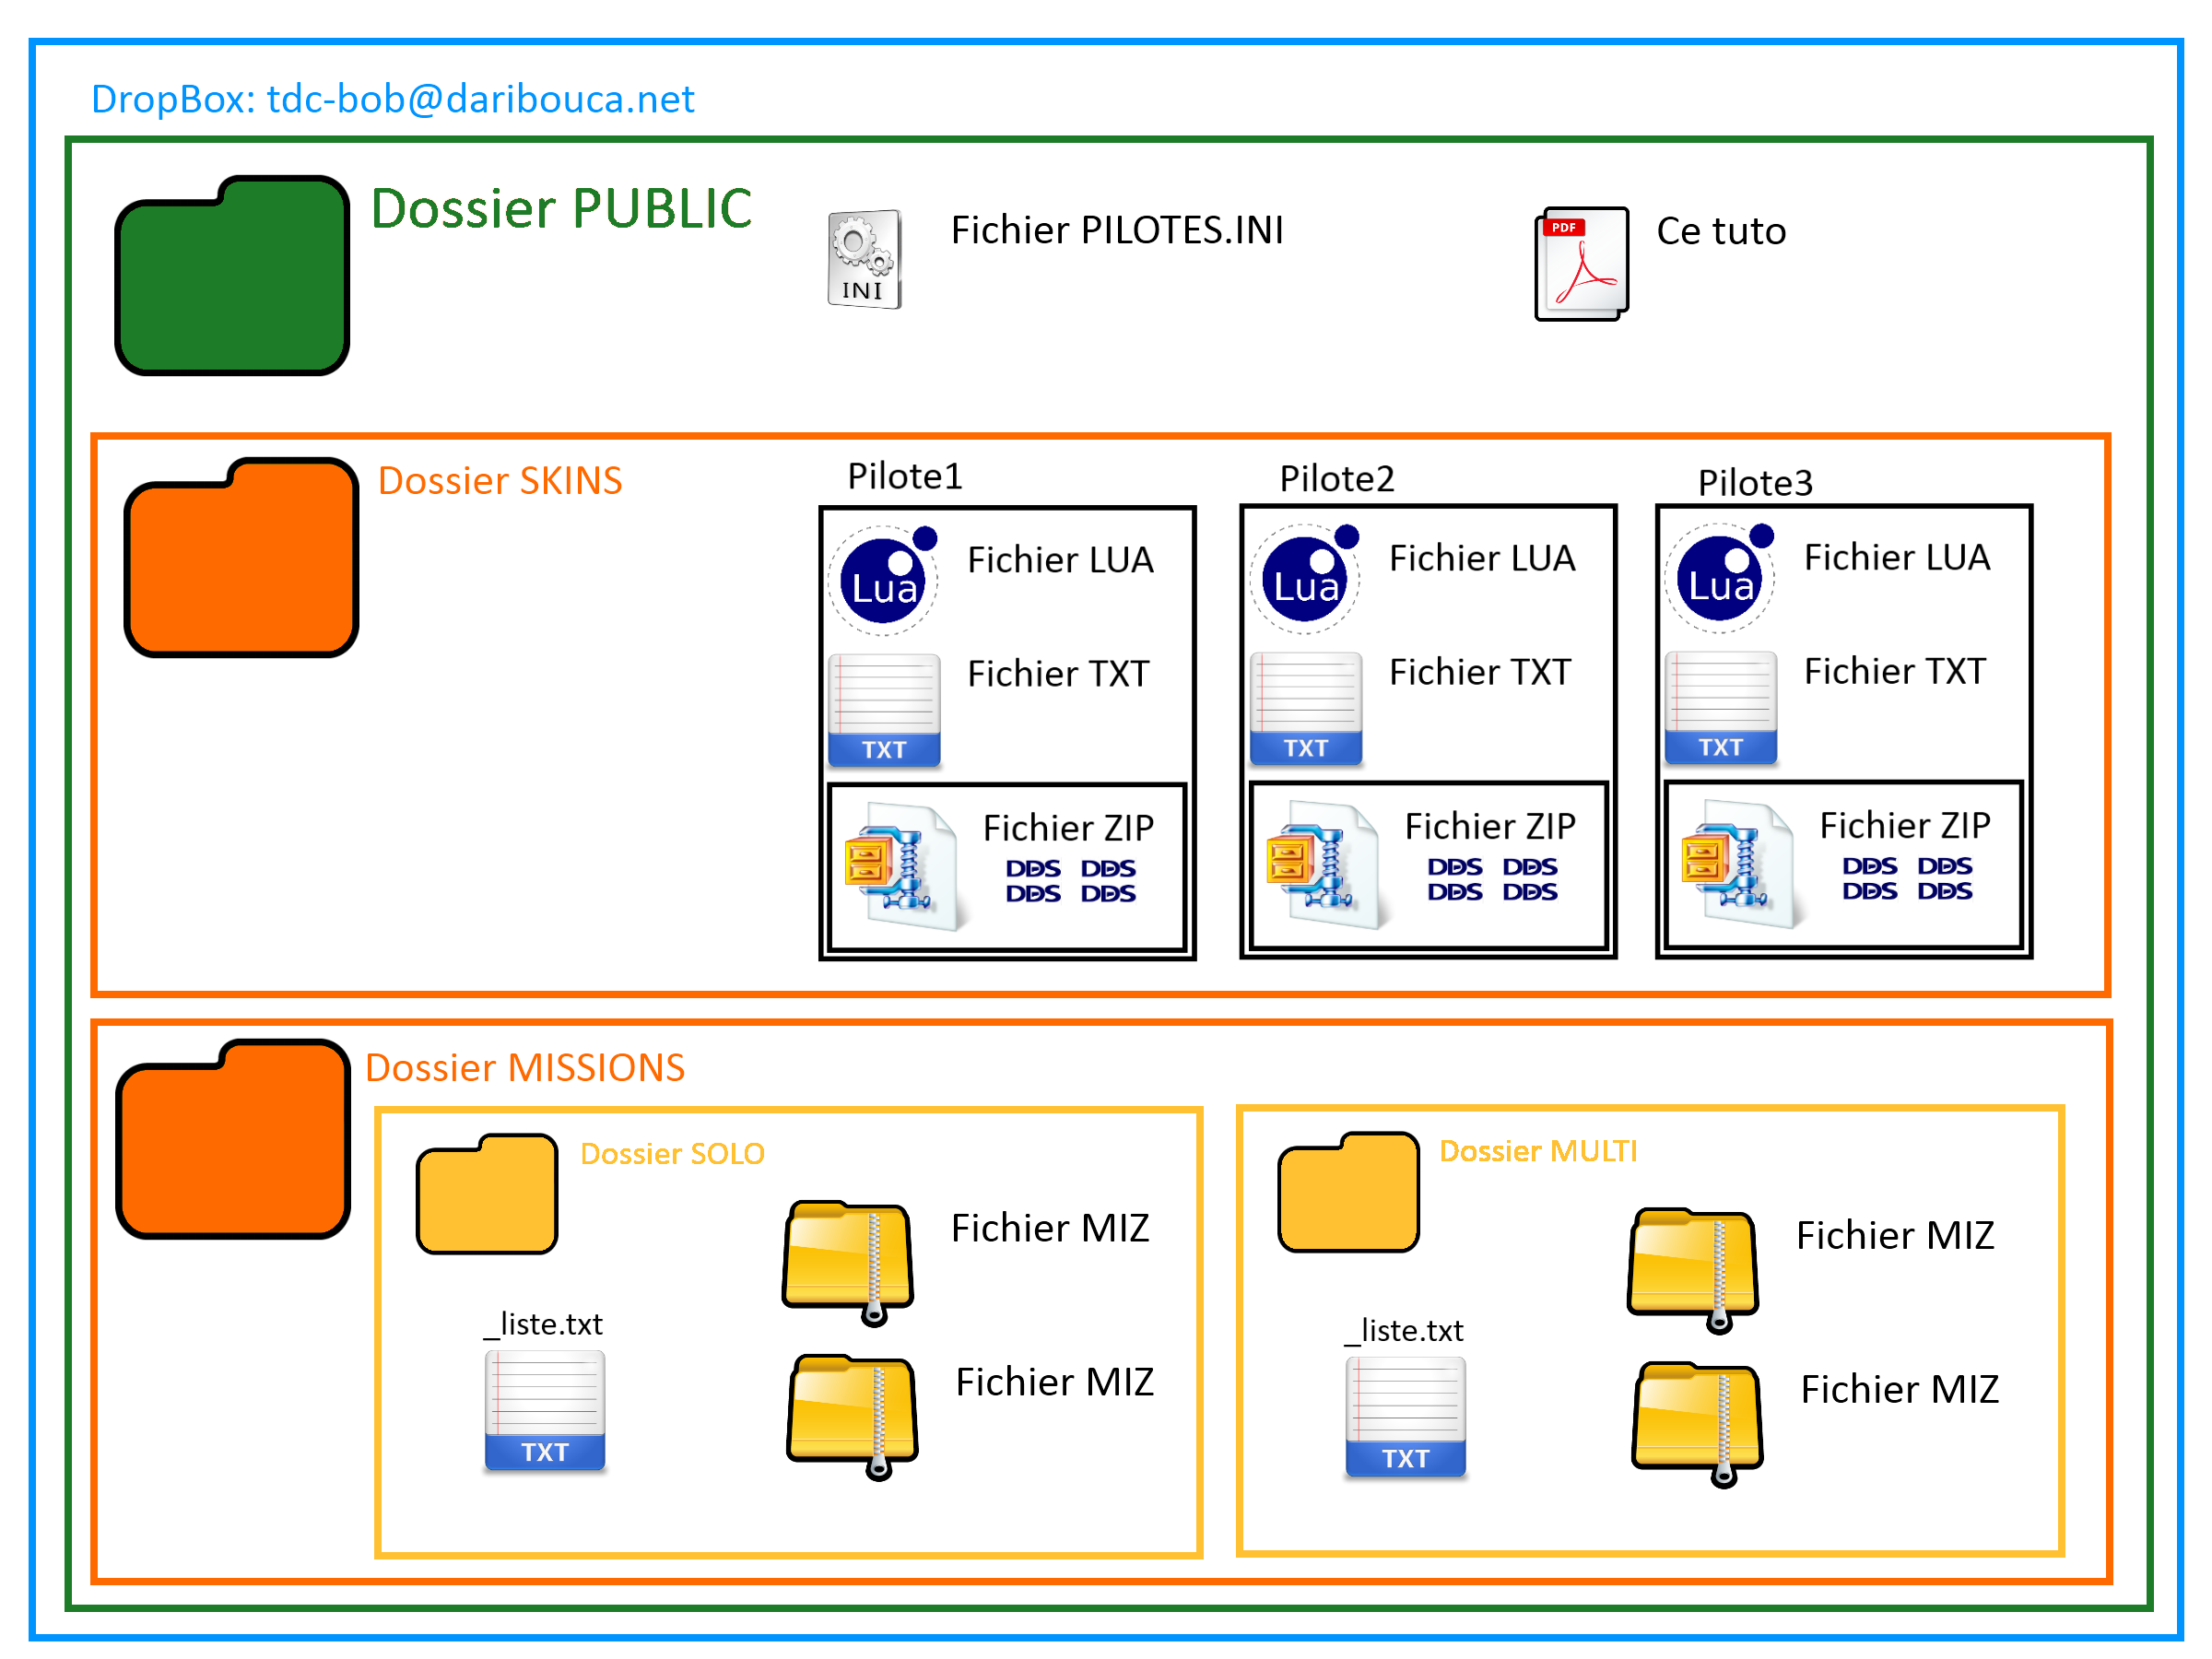 DropBox: tdc-bob@daribouca.net
Dossier PUBLIC
INI
Fichier PILOTES.INI
PDF
Ce tuto
Dossier SKINS
Pilote1
Lua
Fichier LUA
Fichier TXT
TXT
Fichier ZIP
DDS DDS
DDS DDS
Pilote2
Lua
Fichier LUA
Fichier TXT
TXT
Fichier ZIP
DDS DDS
DDS DDS
Pilote3
Lua
Fichier LUA
Fichier TXT
TXT
Fichier ZIP
DDS DDS
DDS DDS
Dossier MISSIONS
Dossier SOLO
Fichier MIZ
_liste.txt
TXT
Fichier MIZ
Dossier MULTI
Fichier MIZ
_liste.txt
TXT
Fichier MIZ